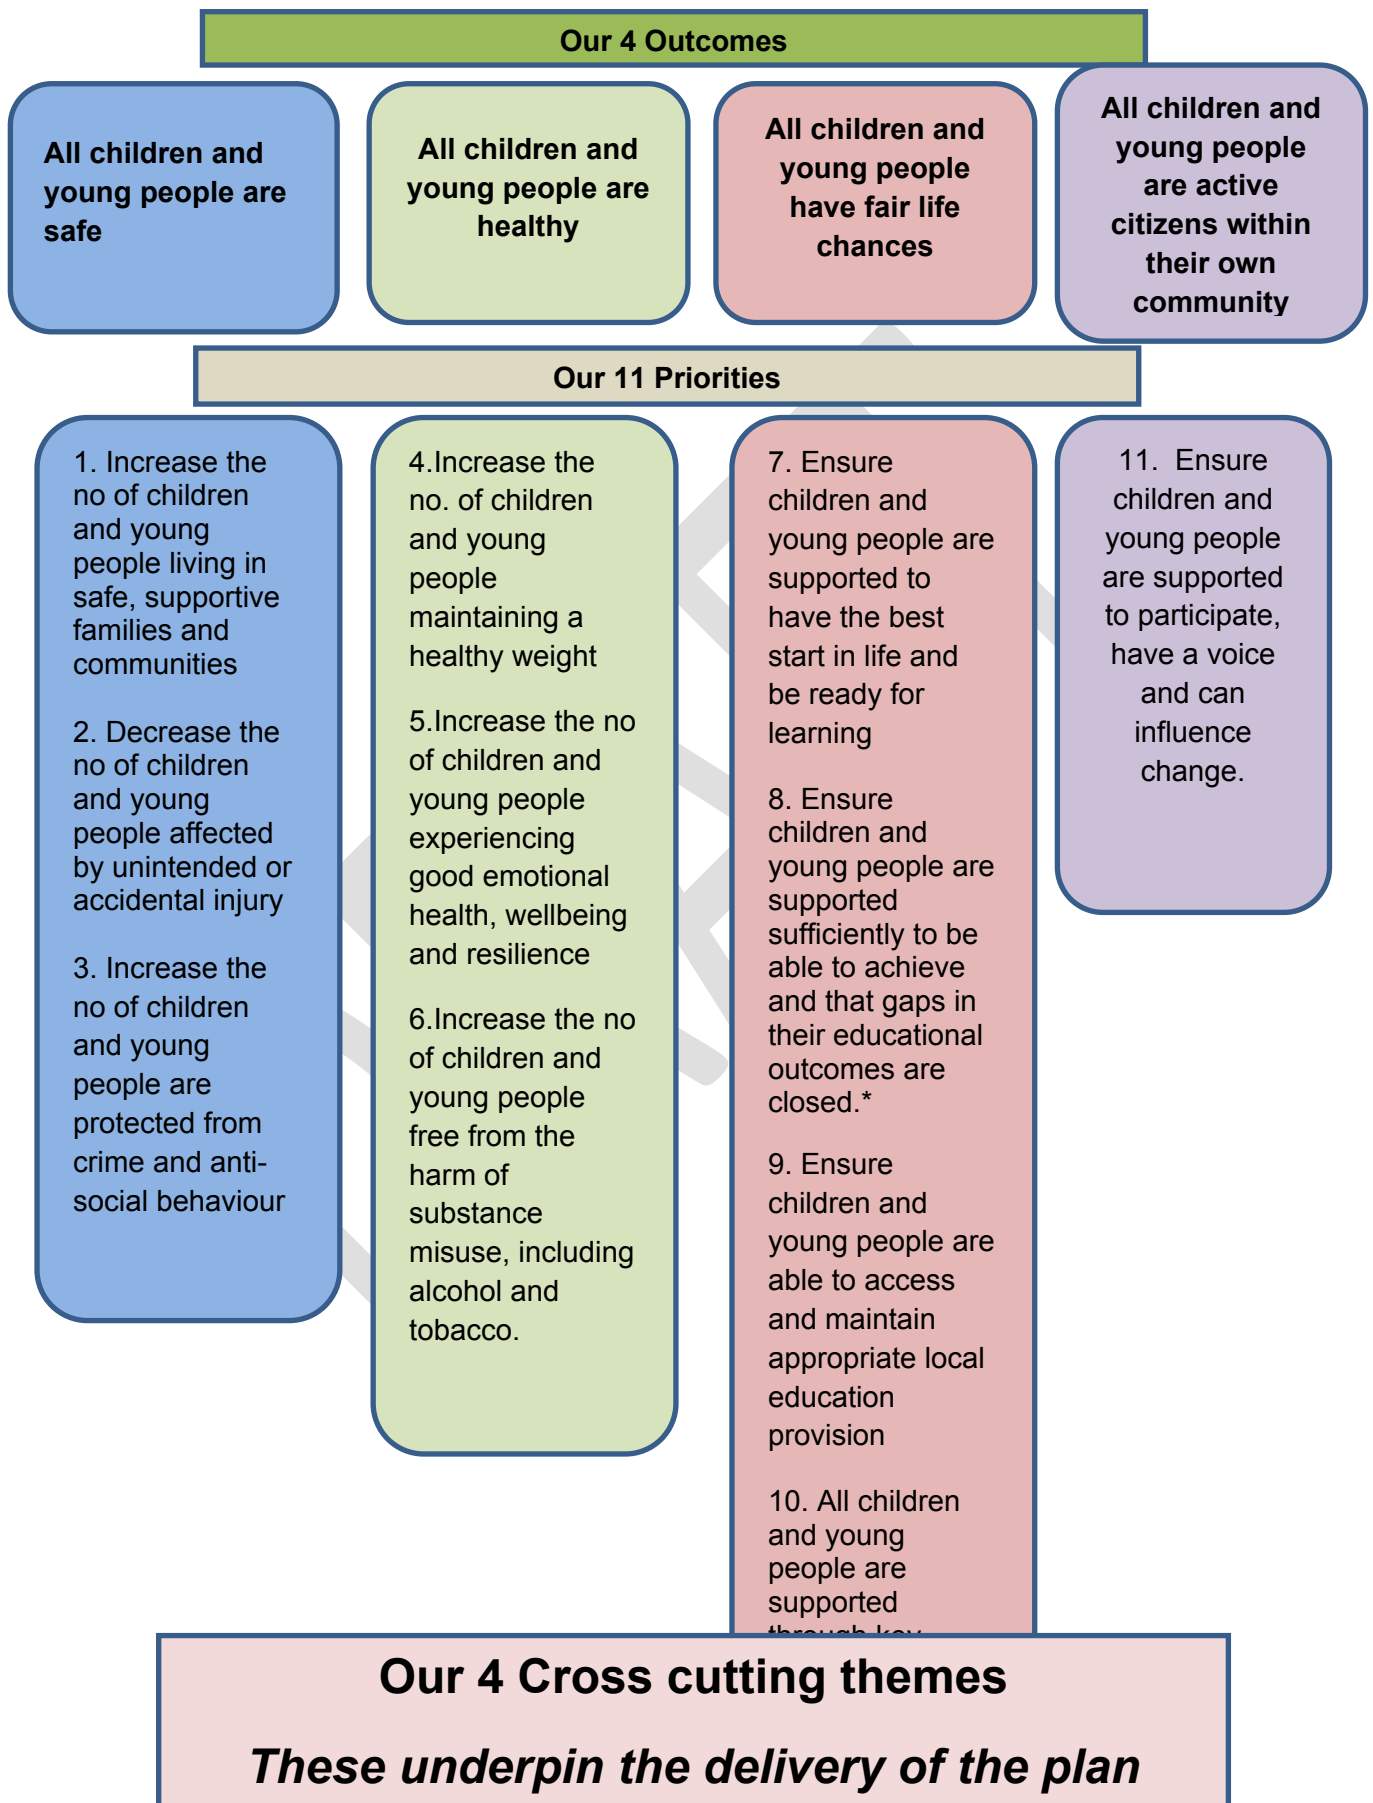 Our 4 Outcomes
All children and
young people are
safe
All children and
young people are
healthy
All children and
young people
have fair life
chances
All children and
young people
are active
citizens within
their own
community
Our 11 Priorities
1. Increase the
no of children
and young
people living in
safe, supportive
families and
communities
2. Decrease the
no of children
and young
people affected
by unintended or
accidental injury
3. Increase the
no of children
and young
people are
protected from
crime and anti-
social behaviour
4.Increase the
no. of children
and young
people
maintaining a
healthy weight
5.Increase the no
of children and
young people
experiencing
good emotional
health, wellbeing
and resilience
6.Increase the no
of children and
young people
free from the
harm of
substance
misuse, including
alcohol and
tobacco.
7. Ensure
children and
young people are
supported to
have the best
start in life and
be ready for
learning
8. Ensure
children and
young people are
supported
sufficiently to be
able to achieve
and that gaps in
their educational
outcomes are
closed.*
9. Ensure
children and
young people are
able to access
and maintain
appropriate local
education
provision
10. All children
and young
people are
supported
through key
11. Ensure
children and
young people
are supported
to participate,
have a voice
and can
influence
change.
Our 4 Cross cutting themes
These underpin the delivery of the plan